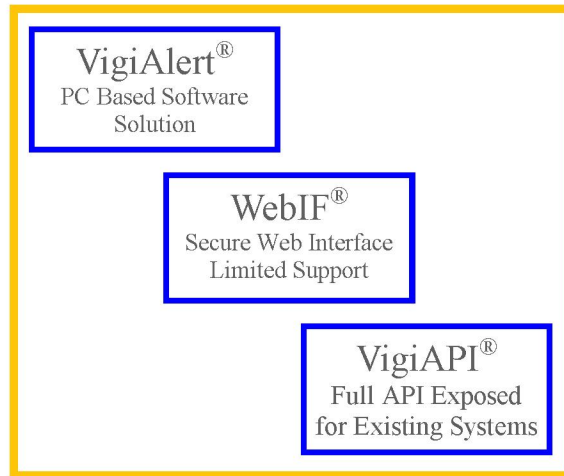 VigiAlert®
PC Based Software
Solution
WebIF®
Secure Web Interface
Limited Support
VigiAPI®
Full API Exposed
for Existing Systems